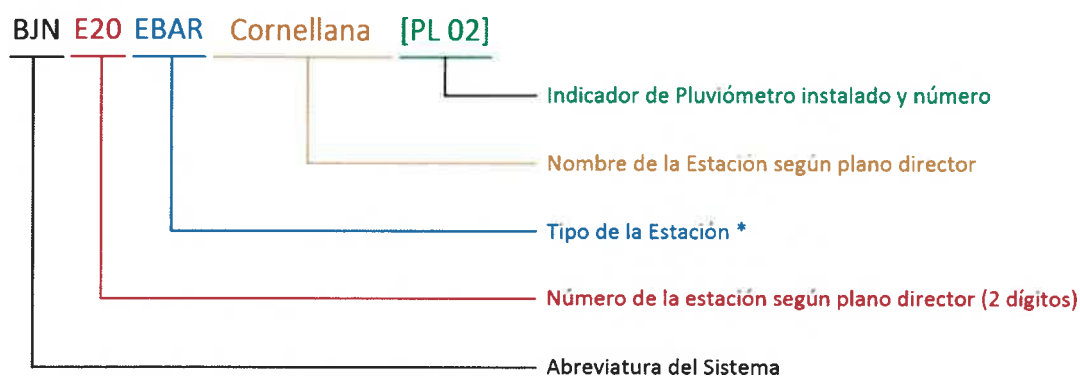 BJN E20 EBAR Cornellana [PL 02]
Indicador de Pluviómetro instalado y número
Nombre de la Estación según plano director
Tipo de la Estación *
Número de la estación según plano director (2 dígitos)
Abreviatura del Sistema